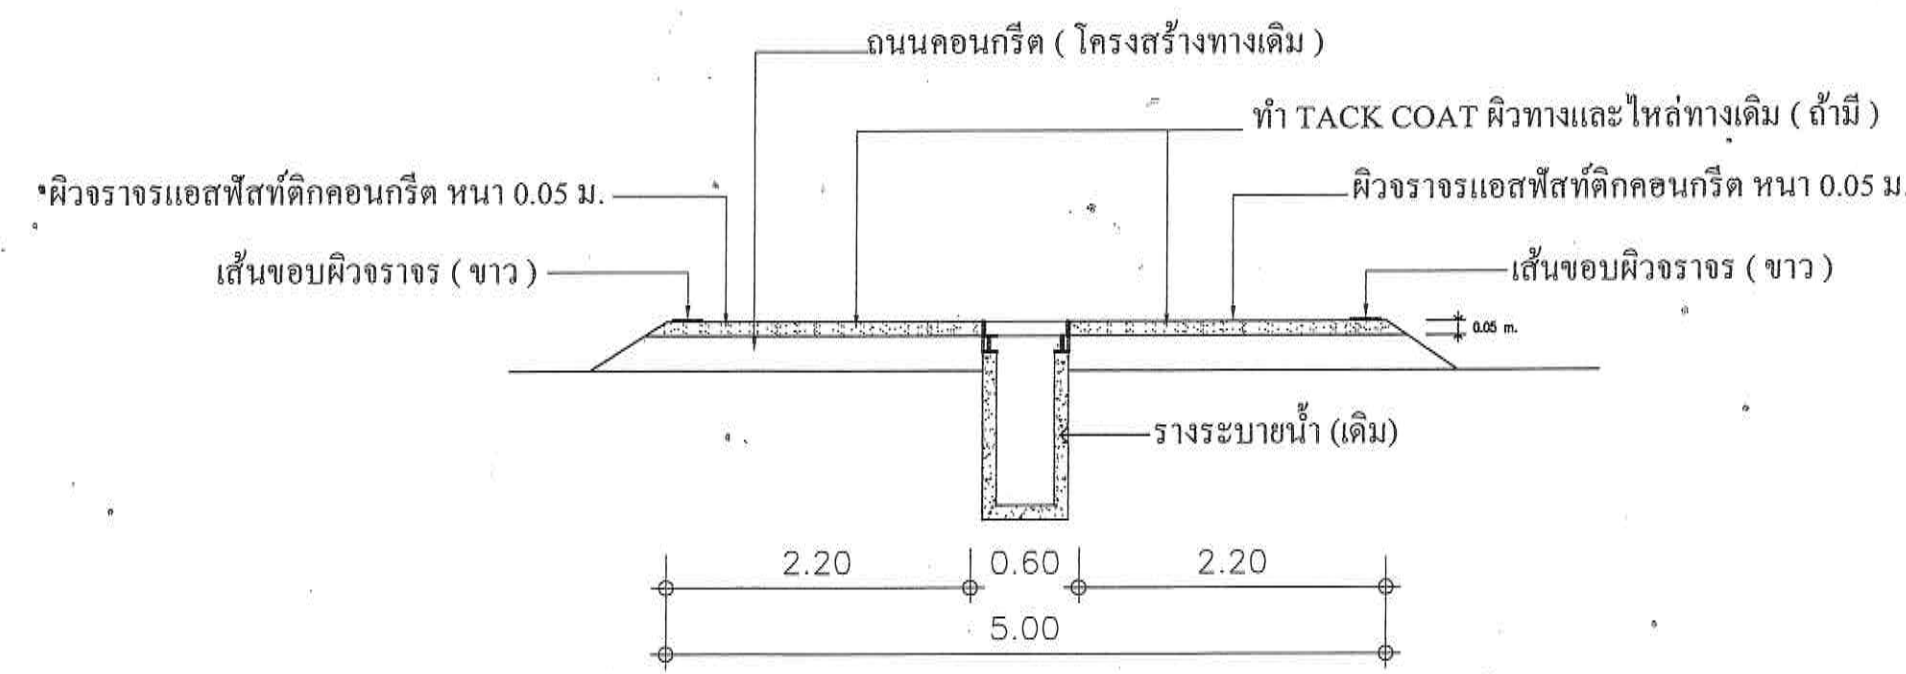 ถนนคอนกรีต ( โครงสร้างทางเดิม )
ทำ TACK COAT ผิวทางและไหล่ทางเดิม ( ถ้ามี )
ผิวจราจรแอสฟัสท์ติกคอนกรีต หนา 0.05 ม.
ผิวจราจรแอสฟัสท์ติกคอนกรีต หนา 0.05 ม.
เส้นขอบผิวจราจร ( ขาว )
เส้นขอบผิวจราจร ( ขาว )
0.05 m.
รางระบายน้ำ (เดิม)
2.20 0.60 2.20
5.00